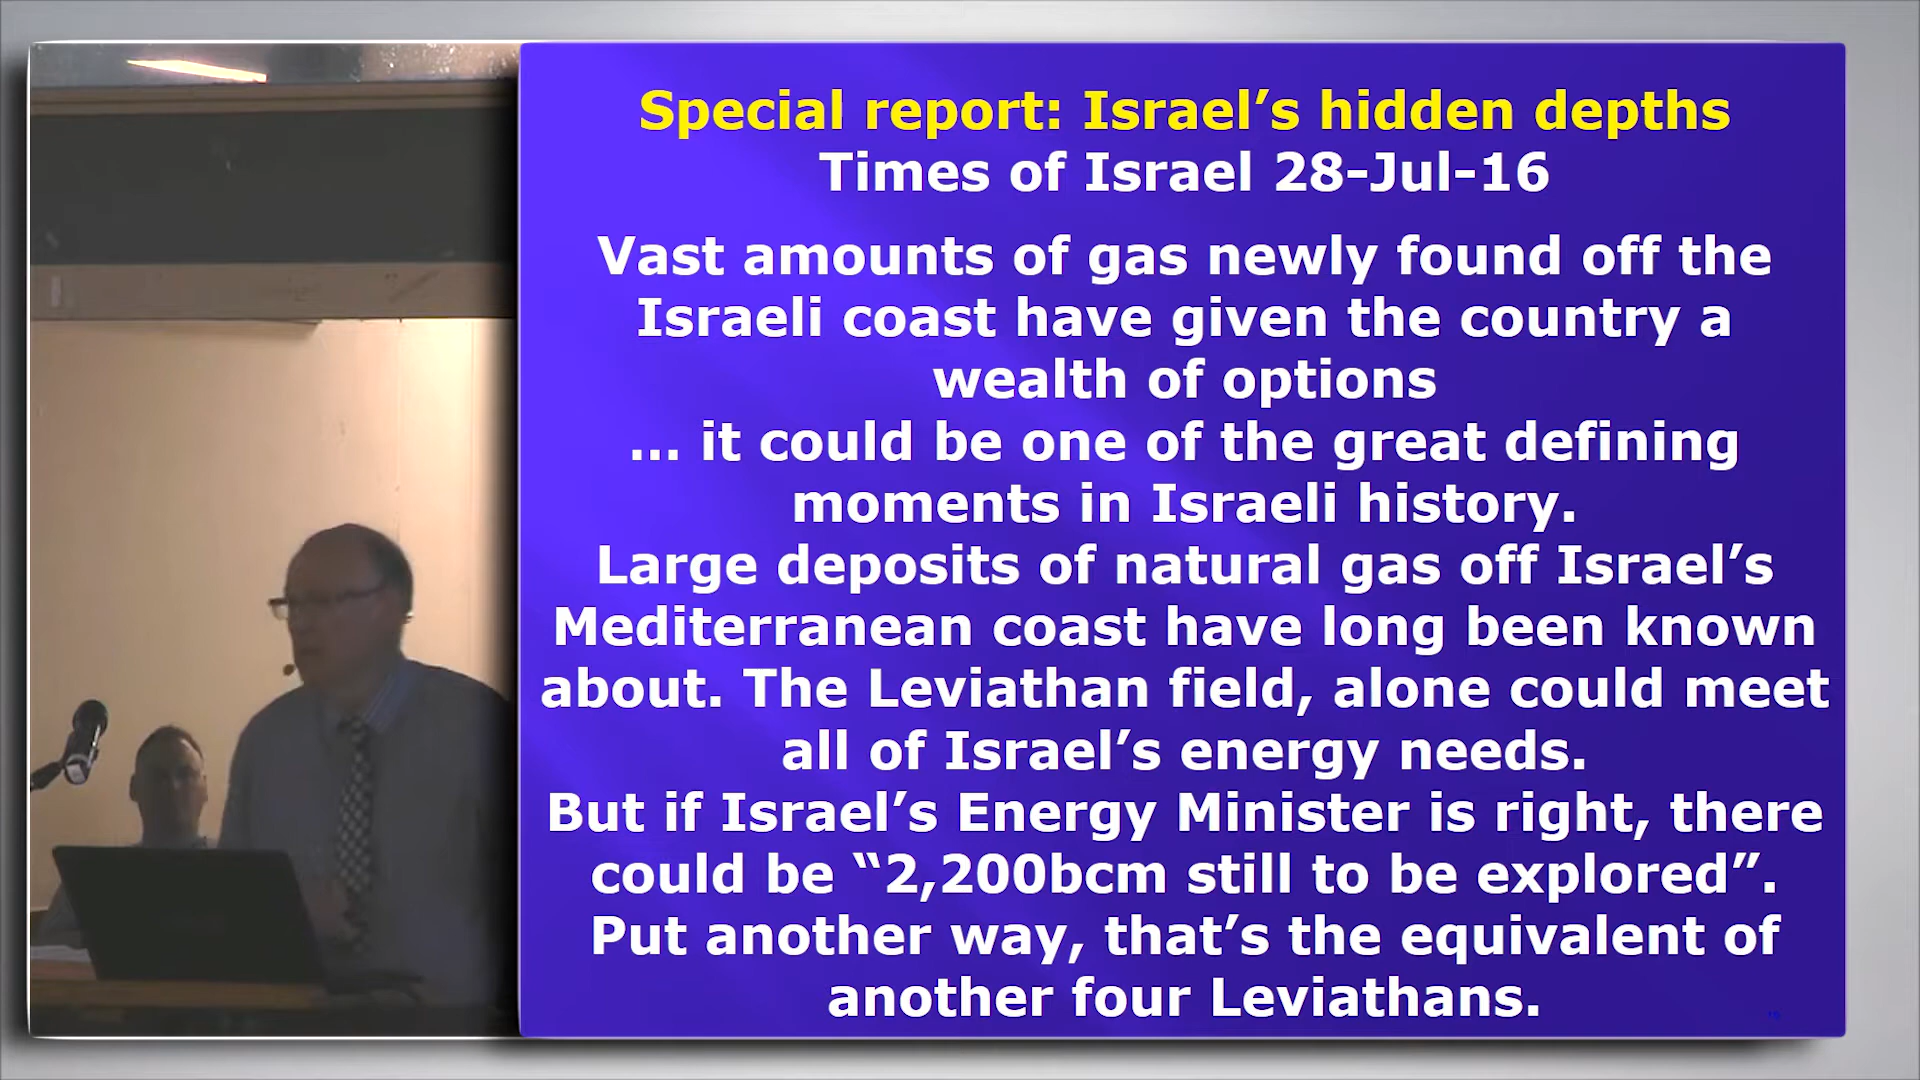 Special report: Israel’s hidden depths
Times of Israel 28-Jul-16
Vast amounts of gas newly found off the
Israeli coast have given the country a
wealth of options
... it could be one of the great defining
moments in Israeli history.
Large deposits of natural gas off Israel’s
Mediterranean coast have long been known
about. The Leviathan field, alone could meet
all of Israel’s energy needs.
But if Israel’s Energy Minister is right, there
could be “2,200bcm still to be explored”.
Put another way, that’s the equivalent of
another four Leviathans.